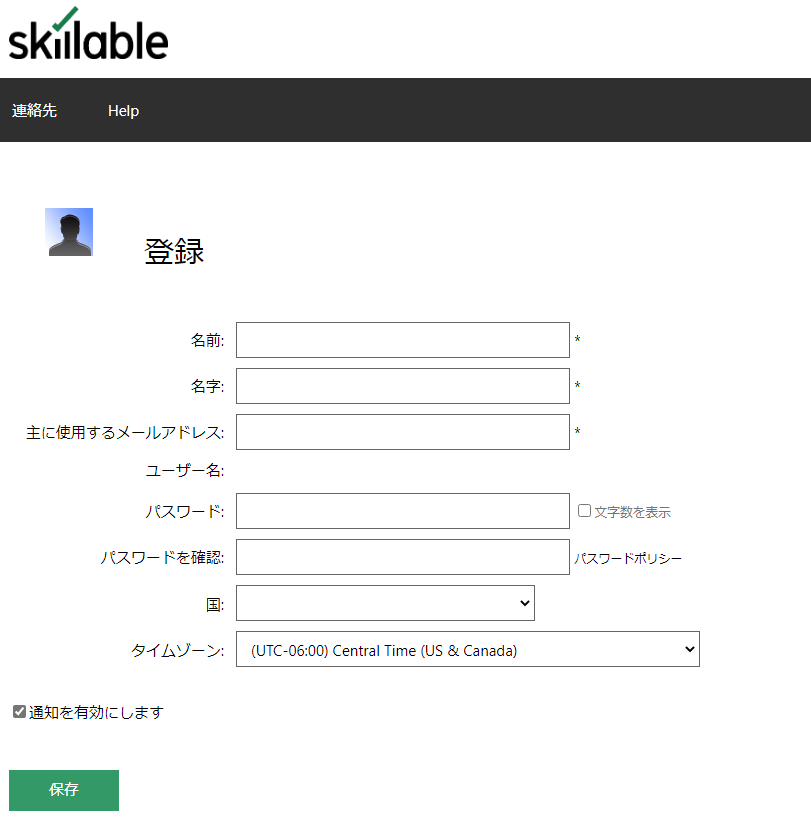 skillable
連絡先 Help
登録
名前: *
名字: *
主に使用するメールアドレス: *
ユーザー名:
パスワード: 文字数を表示
パスワードを確認: パスワードポリシー
国:
タイムゾーン: (UTC-06:00) Central Time (US & Canada)
通知を有効にします
保存